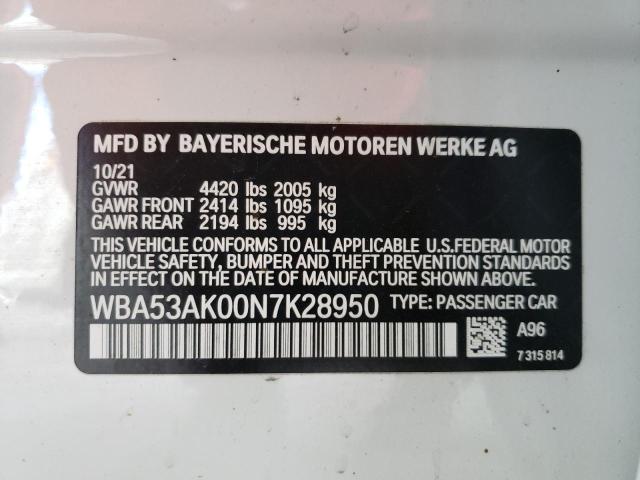 MFD BY BAYERISCHE MOTOREN WERKE AG
10/21
GVWR 4420 lbs 2005 kg
GAWR FRONT 2414 lbs 1095 kg
GAWR REAR 2194 lbs 995 kg
THIS VEHICLE CONFORMS TO ALL APPLICABLE U.S.FEDERAL MOTOR
VEHICLE SAFETY, BUMPER AND THEFT PREVENTION STANDARDS
IN EFFECT ON THE DATE OF MANUFACTURE SHOWN ABOVE.
WBA53AK00N7K28950 TYPE: PASSENGER CAR
A96
7 315 814